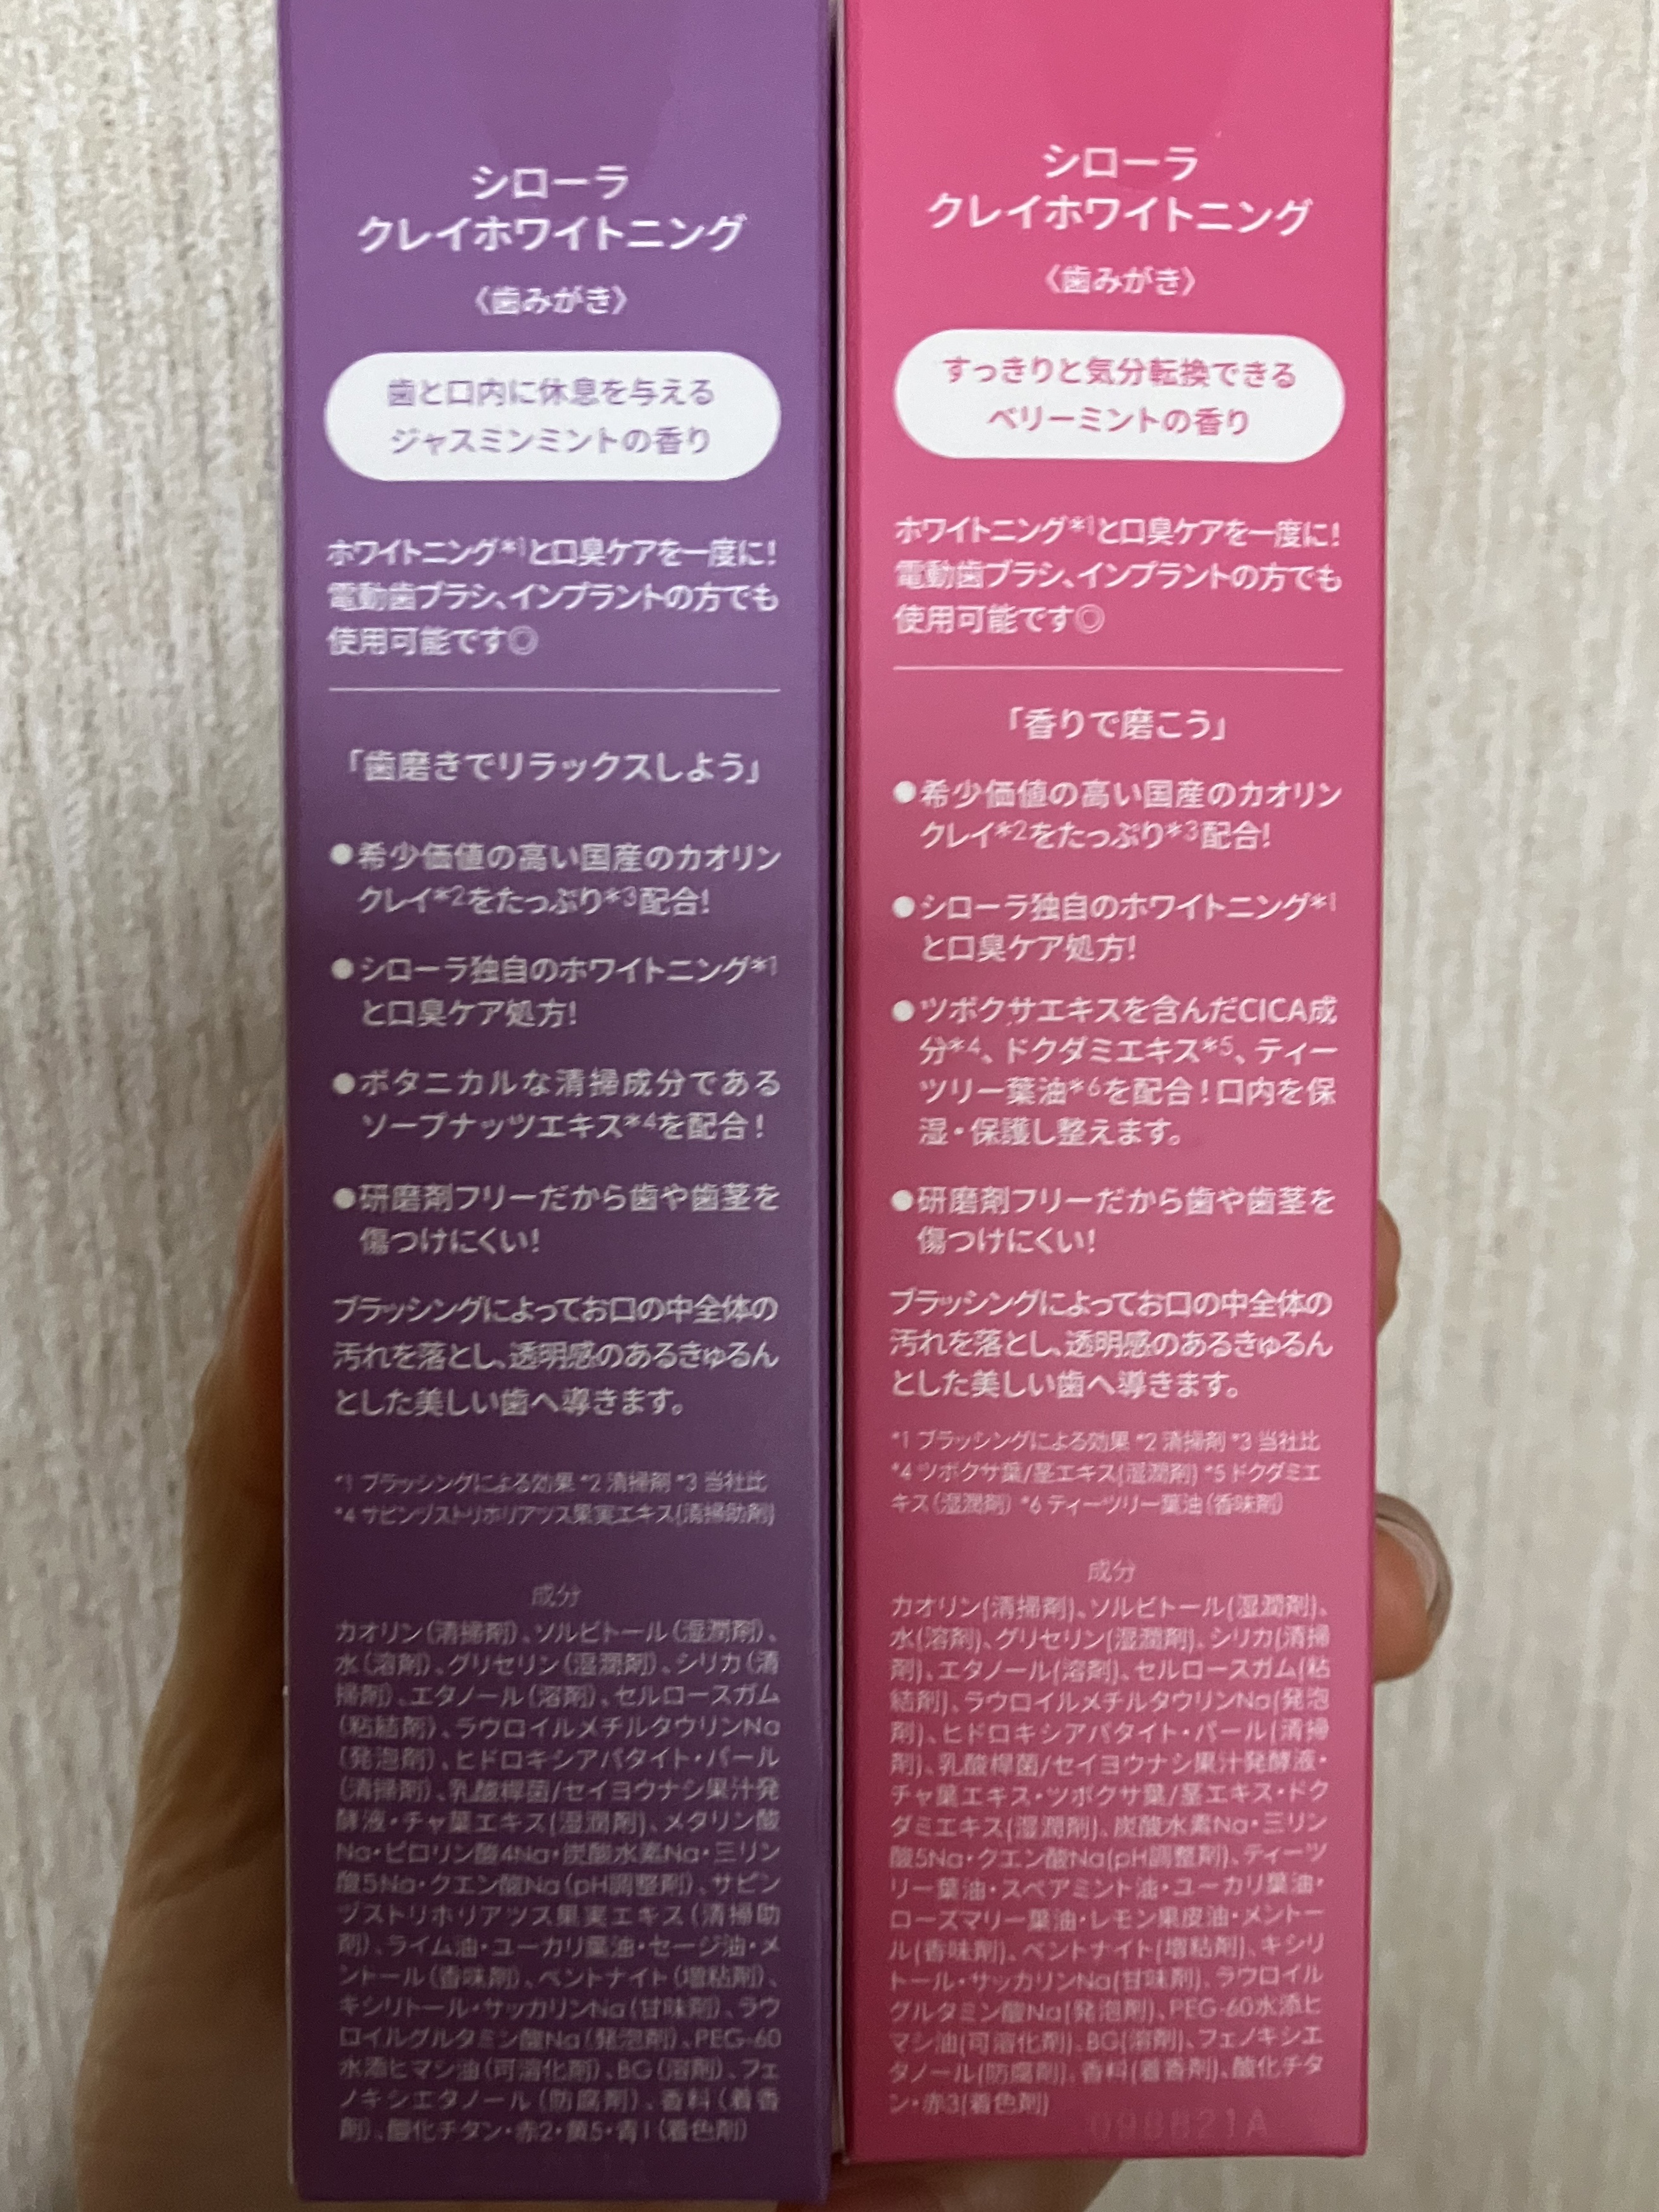 シローラ
クレイホワイトニング
〈歯みがき〉
歯と口内に休息を与える
ジャスミンミントの香り
ホワイトニング*1と口臭ケアを一度に!
電動歯ブラシ、インプラントの方でも
使用可能です◎
「歯磨きでリラックスしよう」
●希少価値の高い国産のカオリン
クレイ*2をたっぷり*3配合!
●シローラ独自のホワイトニング*1
と口臭ケア処方!
●ボタニカルな清掃成分である
ソープナッツエキス*4を配合!
●研磨剤フリーだから歯や歯茎を
傷つけにくい!
ブラッシングによってお口の中全体の
汚れを落とし、透明感のあるきゅるん
とした美しい歯へ導きます。
*1 ブラッシングによる効果 *2 清掃剤 *3 当社比
*4 サピンヅストリホリアツス果実エキス(清掃助剤)
成分
カオリン(清掃剤)、ソルビトール(湿潤剤)、
水(溶剤)、グリセリン(湿潤剤)、シリカ(清
掃剤)、エタノール(溶剤)、セルロースガム
(粘結剤)、ラウロイルメチルタウリンNa
(発泡剤)、ヒドロキシアパタイト・パール
(清掃剤)、乳酸桿菌/セイヨウナシ果汁発
酵液・チャ葉エキス(湿潤剤)、メタリン酸
Na・ピロリン酸4Na・炭酸水素Na・三リン
酸5Na・クエン酸Na(pH調整剤)、サピン
ヅストリホリアツス果実エキス(清掃助
剤)、ライム油・ユーカリ葉油・セージ油・メ
ントール(香味剤)、ベントナイト(増粘剤)、
キシリトール・サッカリンNa(甘味剤)、ラウ
ロイルグルタミン酸Na(発泡剤)、PEG-60
水添ヒマシ油(可溶化剤)、BG(溶剤)、フェ
ノキシエタノール(防腐剤)、香料(着香
剤)、酸化チタン・赤2・黄5・青1(着色剤)
シローラ
クレイホワイトニング
〈歯みがき〉
すっきりと気分転換できる
ベリーミントの香り
ホワイトニング*1と口臭ケアを一度に!
電動歯ブラシ、インプラントの方でも
使用可能です◎
「香りで磨こう」
●希少価値の高い国産のカオリン
クレイ*2をたっぷり*3配合!
●シローラ独自のホワイトニング*1
と口臭ケア処方!
●ツボクサエキスを含んだCICA成
分*4、ドクダミエキス*5、ティー
ツリー葉油*6を配合!口内を保
湿・保護し整えます。
●研磨剤フリーだから歯や歯茎を
傷つけにくい!
ブラッシングによってお口の中全体の
汚れを落とし、透明感のあるきゅるん
とした美しい歯へ導きます。
*1 ブラッシングによる効果 *2 清掃剤 *3 当社比
*4 ツボクサ葉/茎エキス(湿潤剤) *5 ドクダミエ
キス(湿潤剤) *6 ティーツリー葉油(香味剤)
成分
カオリン(清掃剤)、ソルビトール(湿潤剤)、
水(溶剤)、グリセリン(湿潤剤)、シリカ(清掃
剤)、エタノール(溶剤)、セルロースガム(粘
結剤)、ラウロイルメチルタウリンNa(発泡
剤)、ヒドロキシアパタイト・パール(清掃
剤)、乳酸桿菌/セイヨウナシ果汁発酵液・
チャ葉エキス・ツボクサ葉/茎エキス・ドク
ダミエキス(湿潤剤)、炭酸水素Na・三リン
酸5Na・クエン酸Na(pH調整剤)、ティーツ
リー葉油・スペアミント油・ユーカリ葉油・
ローズマリー葉油・レモン果皮油・メントー
ル(香味剤)、ベントナイト(増粘剤)、キシリ
トール・サッカリンNa(甘味剤)、ラウロイル
グルタミン酸Na(発泡剤)、PEG-60水添ヒ
マシ油(可溶化剤)、BG(溶剤)、フェノキシエ
タノール(防腐剤)、香料(着香剤)、酸化チタ
ン・赤3(着色剤)